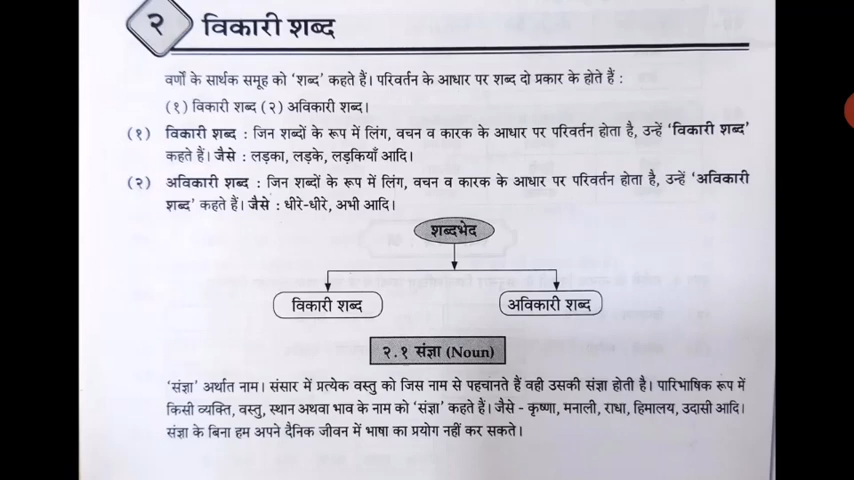 २ विकारी शब्द
वर्णों के सार्थक समूह को 'शब्द' कहते हैं। परिवर्तन के आधार पर शब्द दो प्रकार के होते हैं :
(१) विकारी शब्द (२) अविकारी शब्द।
(१) विकारी शब्द : जिन शब्दों के रूप में लिंग, वचन व कारक के आधार पर परिवर्तन होता है, उन्हें 'विकारी शब्द'
कहते हैं। जैसे : लड़का, लड़के, लड़कियाँ आदि।
(२) अविकारी शब्द : जिन शब्दों के रूप में लिंग, वचन व कारक के आधार पर परिवर्तन होता है, उन्हें 'अविकारी
शब्द' कहते हैं। जैसे : धीरे-धीरे, अभी आदि।
शब्दभेद
विकारी शब्द अविकारी शब्द
२.१ संज्ञा (Noun)
'संज्ञा' अर्थात नाम। संसार में प्रत्येक वस्तु को जिस नाम से पहचानते हैं वही उसकी संज्ञा होती है। पारिभाषिक रूप में
किसी व्यक्ति, वस्तु, स्थान अथवा भाव के नाम को 'संज्ञा' कहते हैं। जैसे - कृष्णा, मनाली, राधा, हिमालय, उदासी आदि।
संज्ञा के बिना हम अपने दैनिक जीवन में भाषा का प्रयोग नहीं कर सकते।